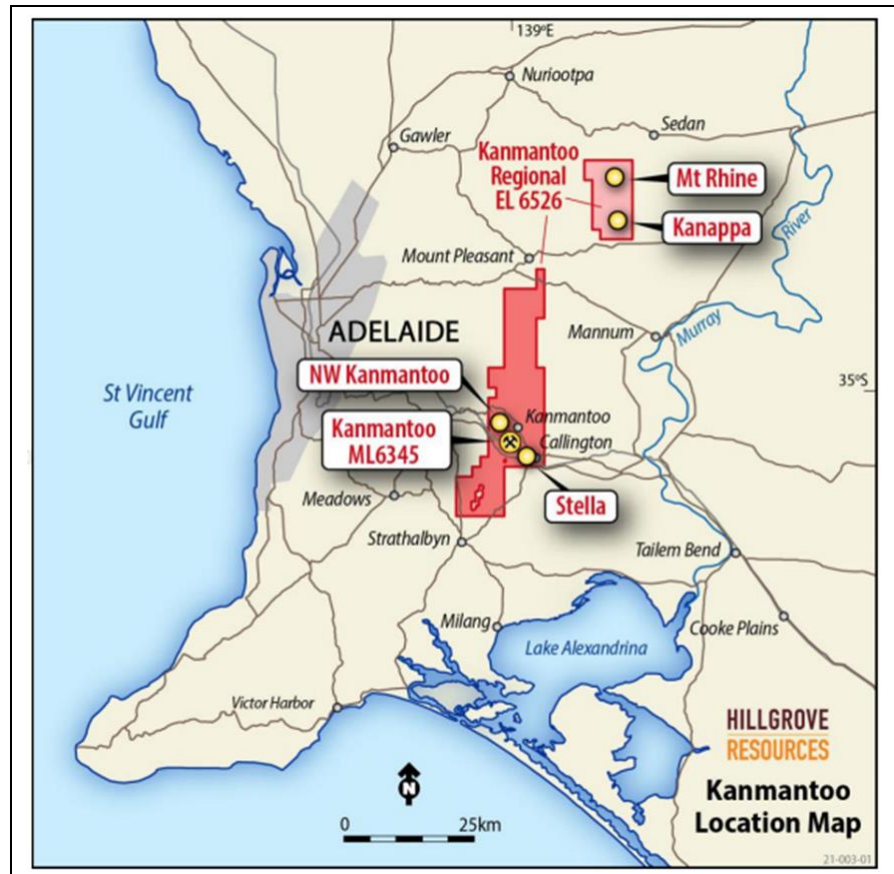 139ºE
Nuriootpa
Sedan
Gawler
Kanmantoo
Regional
EL 6526
Mt Rhine
Kanappa
River
Mount Pleasant
Murray
Mannum
ADELAIDE
35ºS
NW Kanmantoo
St Vincent
Gulf
Kanmantoo
Kanmantoo
ML6345
Callington
Stella
Meadows
Strathalbyn
Tailem Bend
Milang
Cooke Plains
Lake Alexandrina
Victor Harbor
HILLGROVE
RESOURCES
N
Kanmantoo
Location Map
0 25km
21-003-01